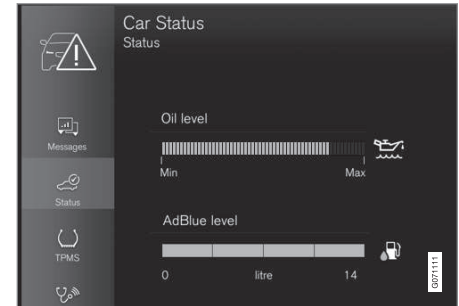 Car Status
Status
Oil level
Messages
Min
Max
Status
AdBlue level
TPMS
0
litre
14
G071111